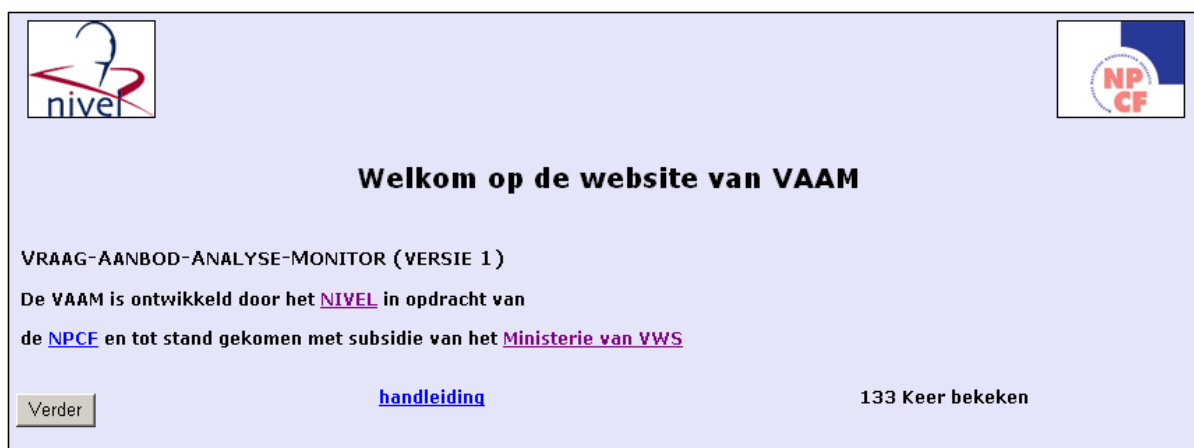 nivel
NP
CF
Welkom op de website van VAAM
VRAAG-AANBOD-ANALYSE-MONITOR (VERSIE 1)
De VAAM is ontwikkeld door het NIVEL in opdracht van
de NPCF en tot stand gekomen met subsidie van het Ministerie van VWS
Verder handleiding 133 Keer bekeken